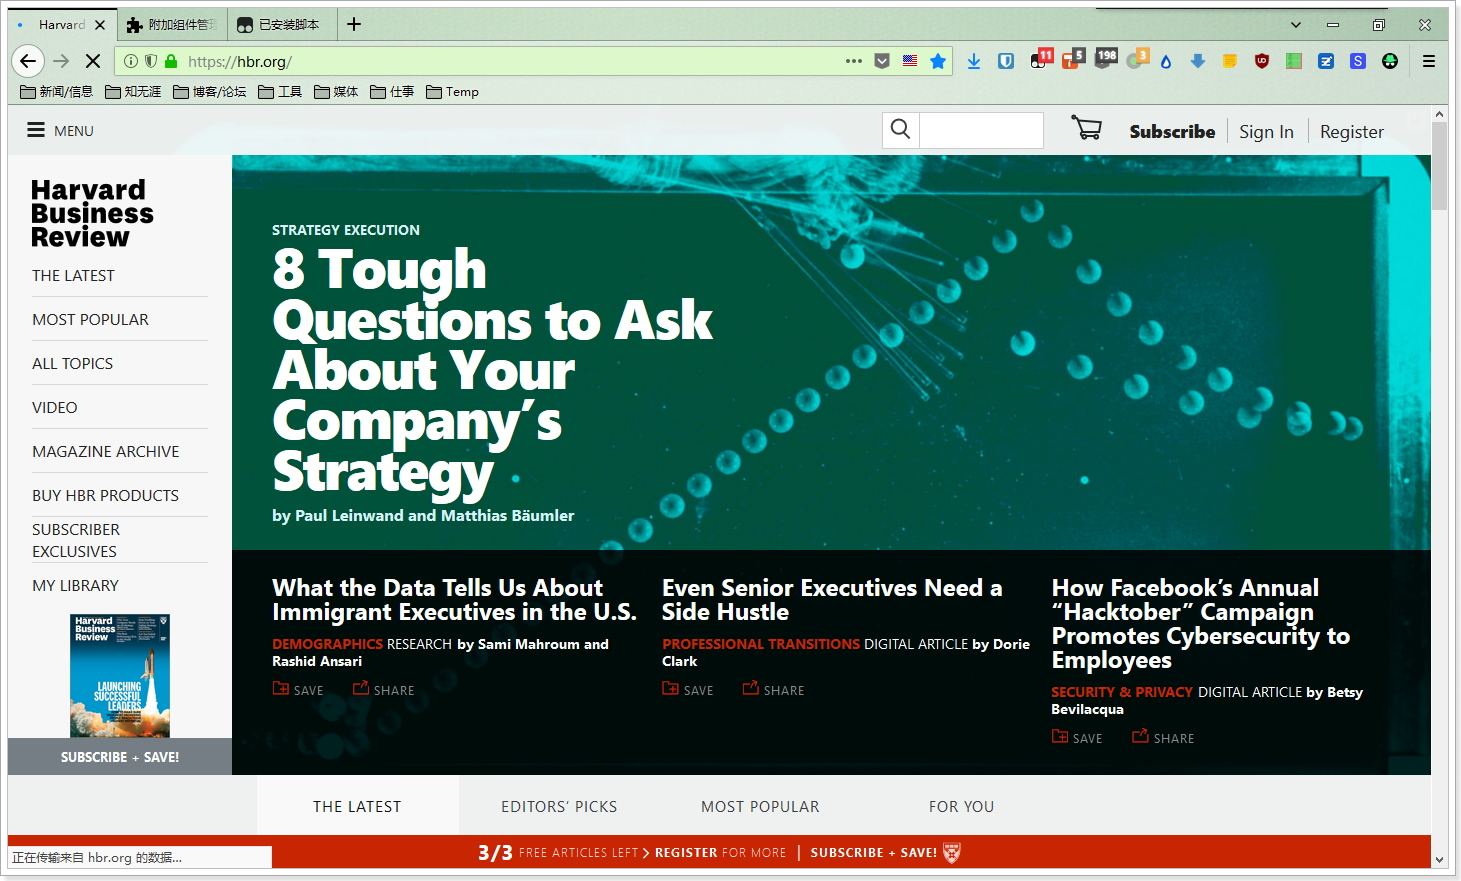 Harvard
附加组件管理
已安装脚本
https://hbr.org/
11
5
198
3
新闻/信息
知无涯
博客/论坛
工具
媒体
仕事
Temp
MENU
Subscribe
Sign In
Register
Harvard
Business
Review
THE LATEST
MOST POPULAR
ALL TOPICS
VIDEO
MAGAZINE ARCHIVE
BUY HBR PRODUCTS
SUBSCRIBER
EXCLUSIVES
MY LIBRARY
Harvard
Business
Review
LAUNCHING
SUCCESSFUL
LEADERS
SUBSCRIBE + SAVE!
STRATEGY EXECUTION
8 Tough
Questions to Ask
About Your
Company’s
Strategy
by Paul Leinwand and Matthias Bäumler
What the Data Tells Us About
Immigrant Executives in the U.S.
DEMOGRAPHICS RESEARCH by Sami Mahroum and
Rashid Ansari
SAVE SHARE
Even Senior Executives Need a
Side Hustle
PROFESSIONAL TRANSITIONS DIGITAL ARTICLE by Dorie
Clark
SAVE SHARE
How Facebook’s Annual
“Hacktober” Campaign
Promotes Cybersecurity to
Employees
SECURITY & PRIVACY DIGITAL ARTICLE by Betsy
Bevilacqua
SAVE SHARE
THE LATEST
EDITORS’ PICKS
MOST POPULAR
FOR YOU
3/3 FREE ARTICLES LEFT > REGISTER FOR MORE | SUBSCRIBE + SAVE!
正在传输来自 hbr.org 的数据...